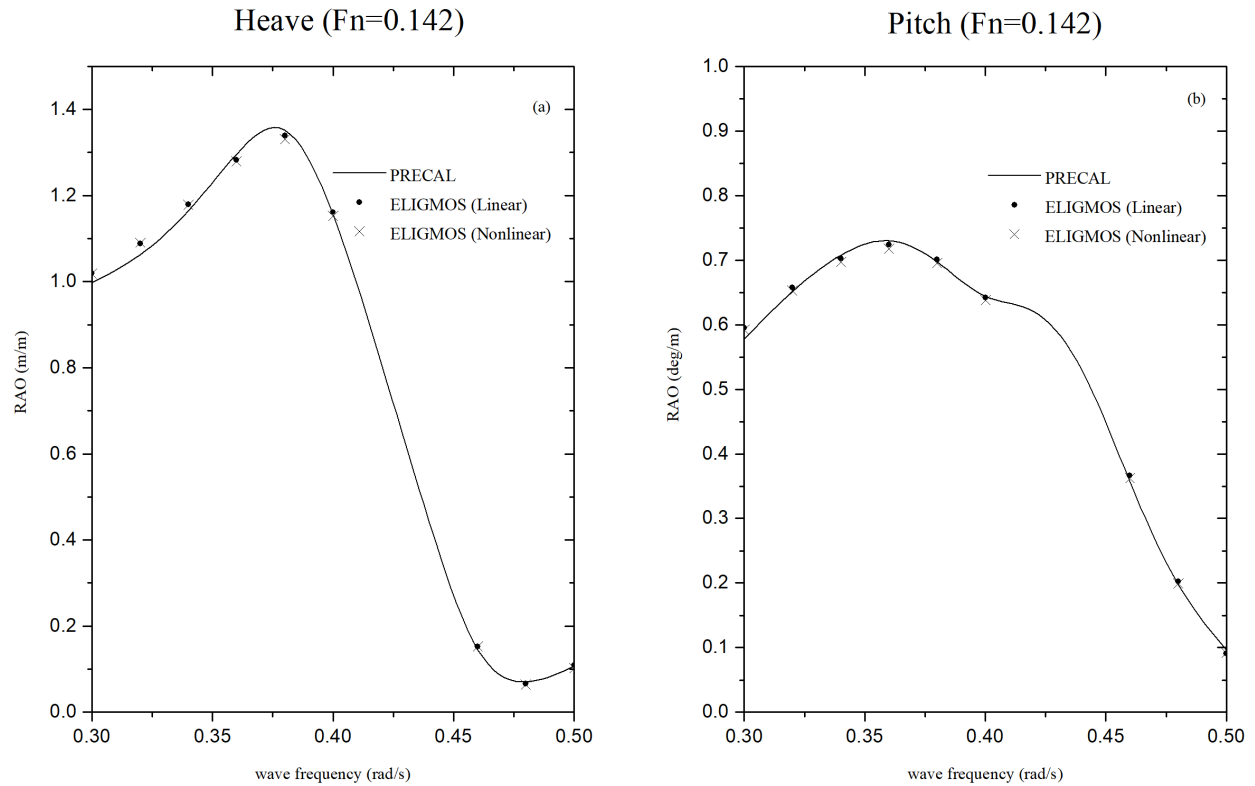 Heave (Fn=0.142)
(a)
PRECAL
ELIGMOS (Linear)
ELIGMOS (Nonlinear)
RAO (m/m)
1.4
1.2
1.0
0.8
0.6
0.4
0.2
0.0
0.30
0.35
0.40
0.45
0.50
wave frequency (rad/s)
Pitch (Fn=0.142)
(b)
PRECAL
ELIGMOS (Linear)
ELIGMOS (Nonlinear)
RAO (deg/m)
1.0
0.9
0.8
0.7
0.6
0.5
0.4
0.3
0.2
0.1
0.0
0.30
0.35
0.40
0.45
0.50
wave frequency (rad/s)